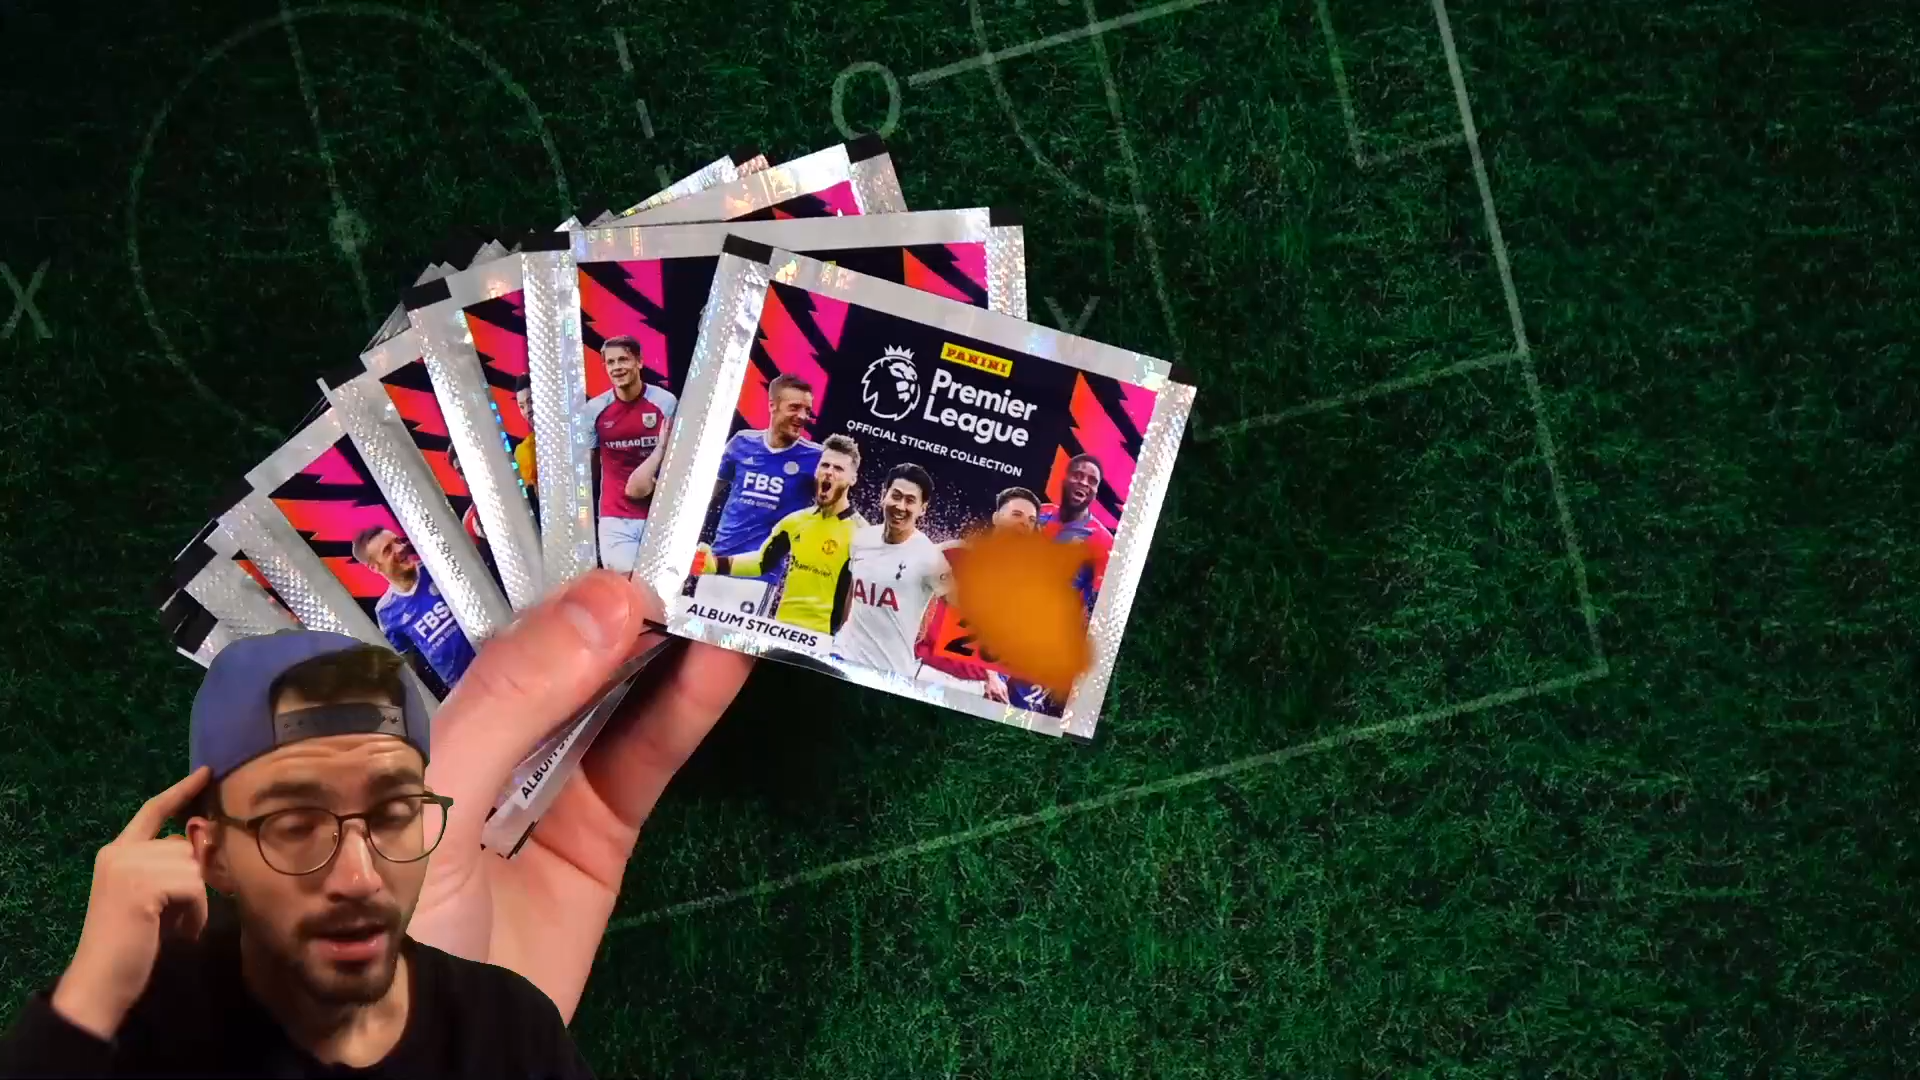 PANINI
Premier
League
OFFICIAL STICKER COLLECTION
FBS
AIA
ALBUM STICKERS
SPREAD
FBS
O
X
Y